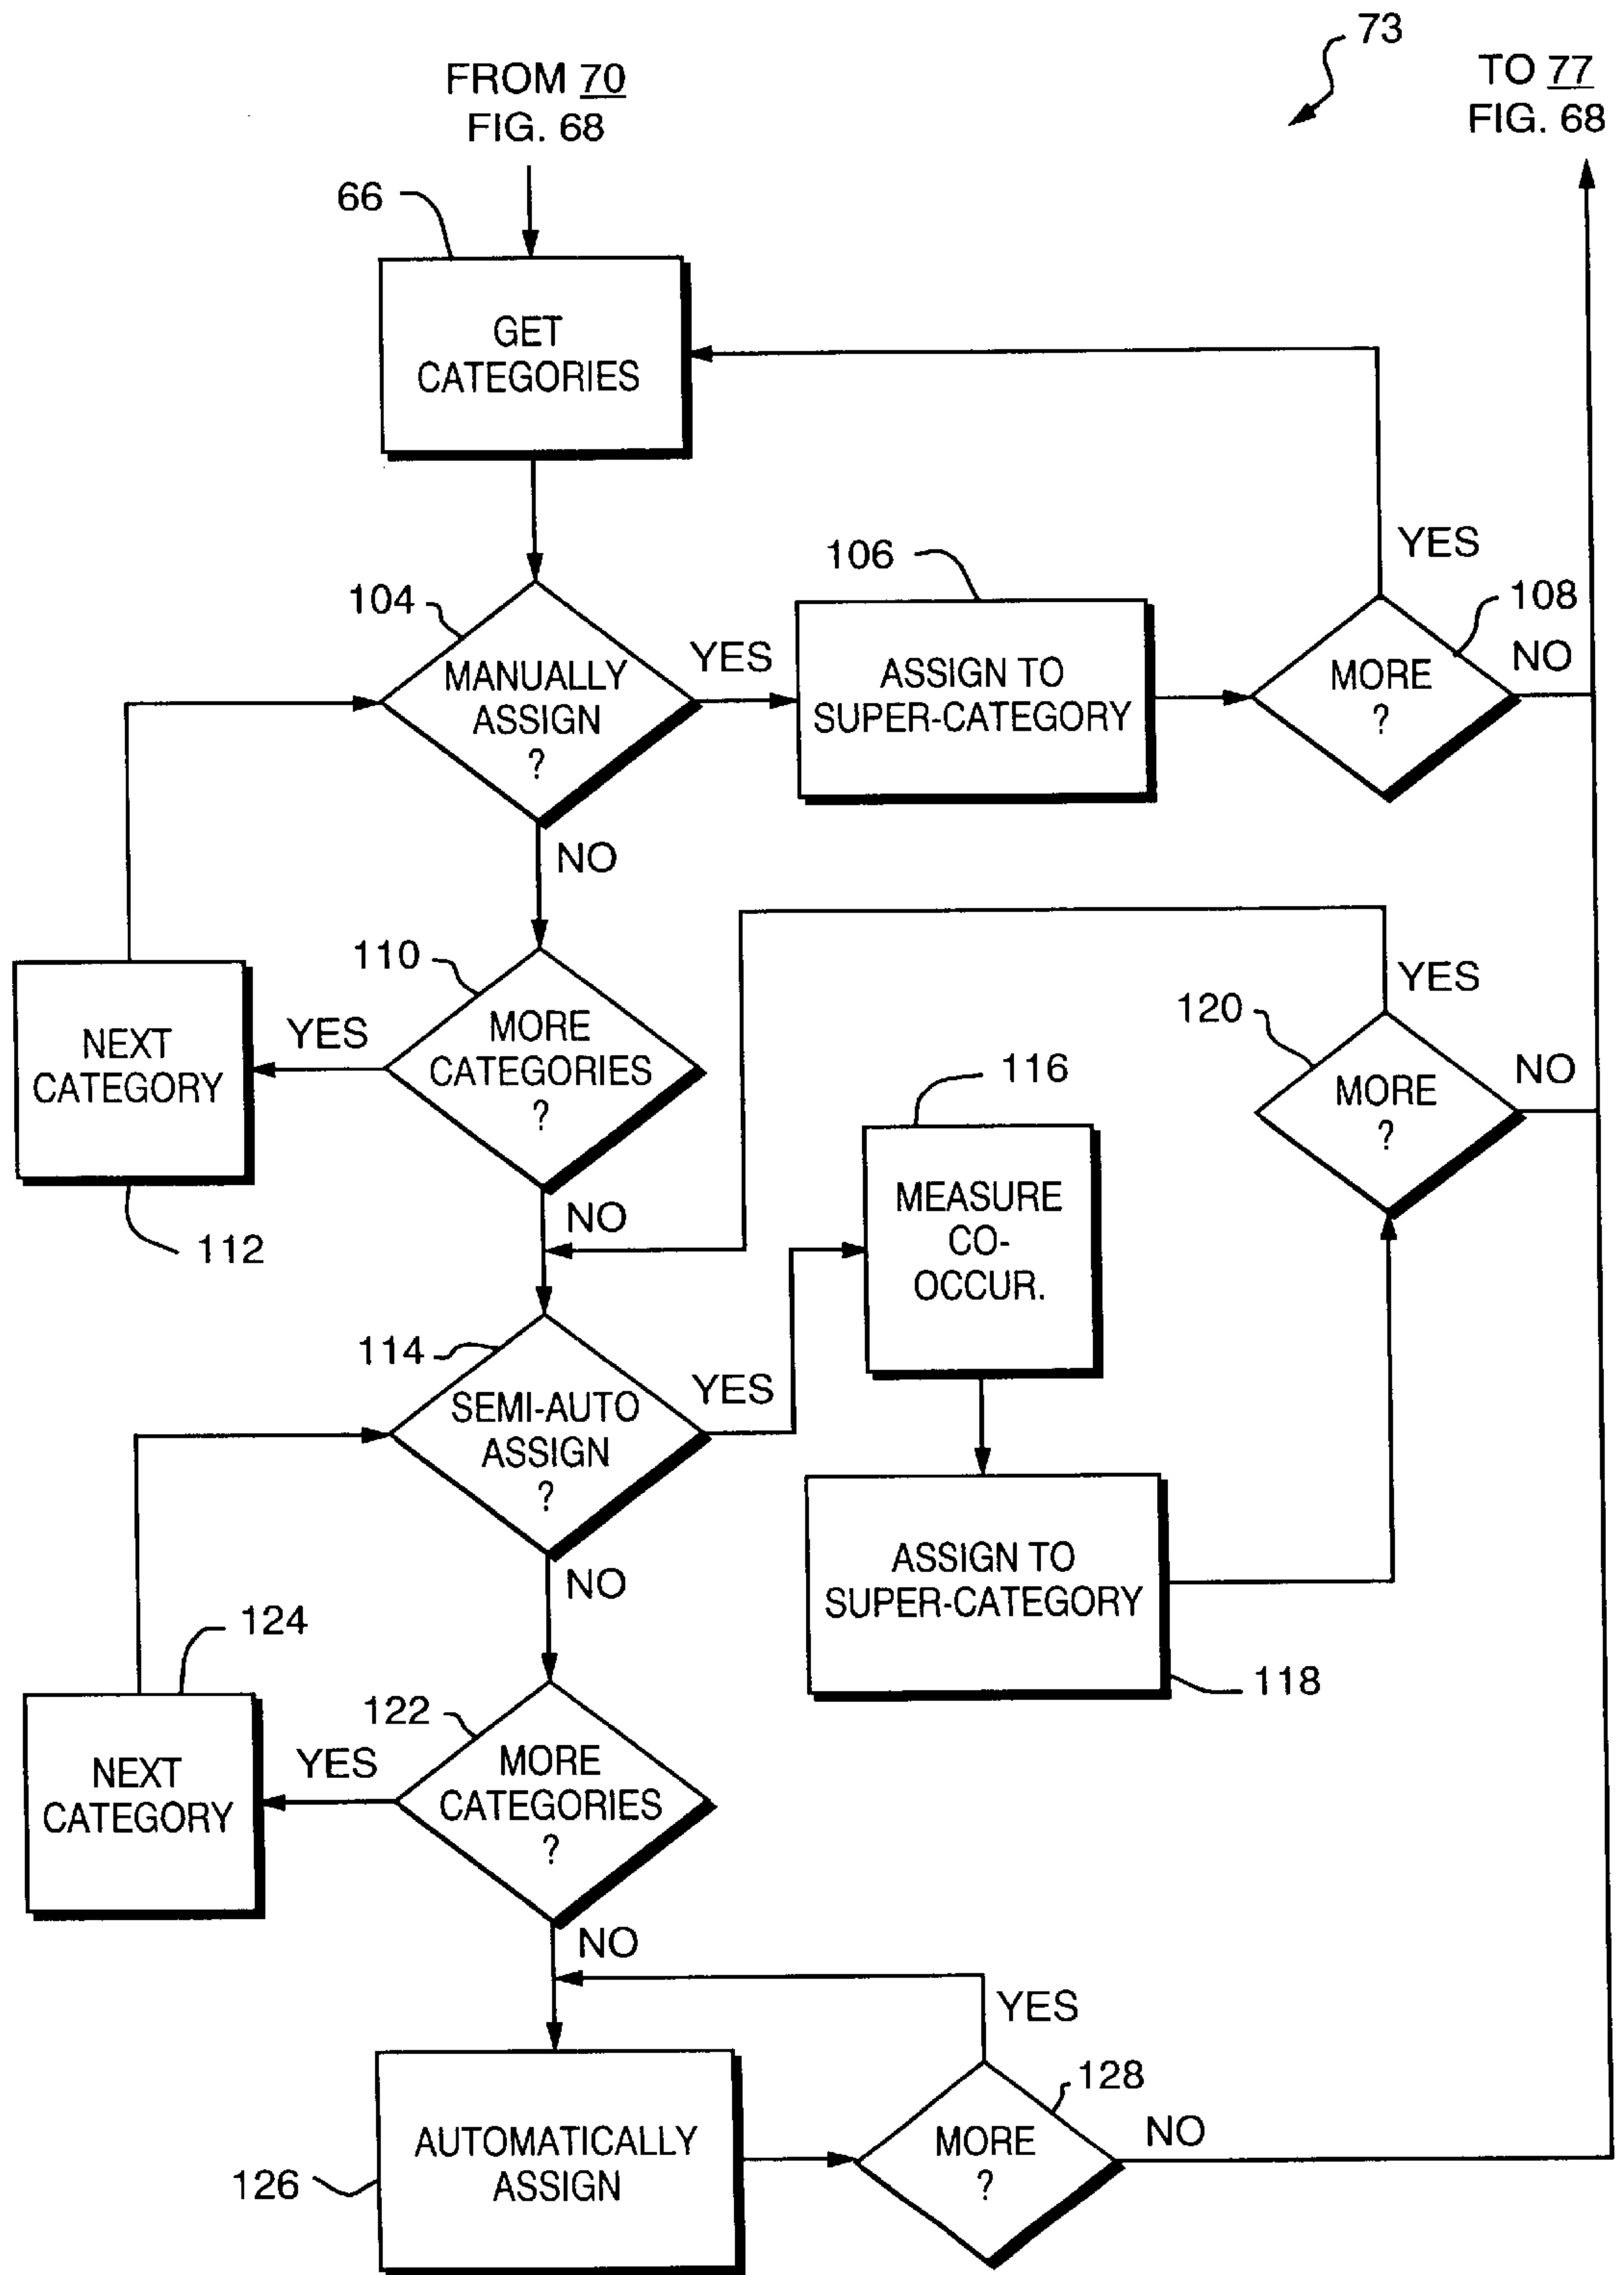 73
FROM 70
FIG. 68
TO 77
FIG. 68
66
GET
CATEGORIES
YES
106
104
108
MANUALLY
ASSIGN
?
YES
ASSIGN TO
SUPER-CATEGORY
MORE
?
NO
NO
110
YES
120
NEXT
CATEGORY
YES
MORE
CATEGORIES
?
116
MORE
?
NO
112
NO
MEASURE
CO-
OCCUR.
114
SEMI-AUTO
ASSIGN
?
YES
NO
ASSIGN TO
SUPER-CATEGORY
118
124
122
NEXT
CATEGORY
YES
MORE
CATEGORIES
?
NO
YES
128
126
AUTOMATICALLY
ASSIGN
MORE
?
NO